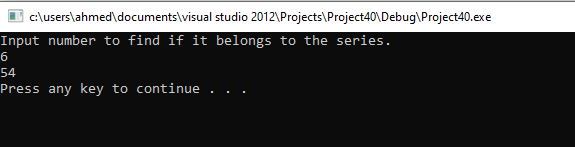 c:\users\ahmed\documents\visual studio 2012\Projects\Project40\Debug\Project40.exe
Input number to find if it belongs to the series.
6
54
Press any key to continue . . .